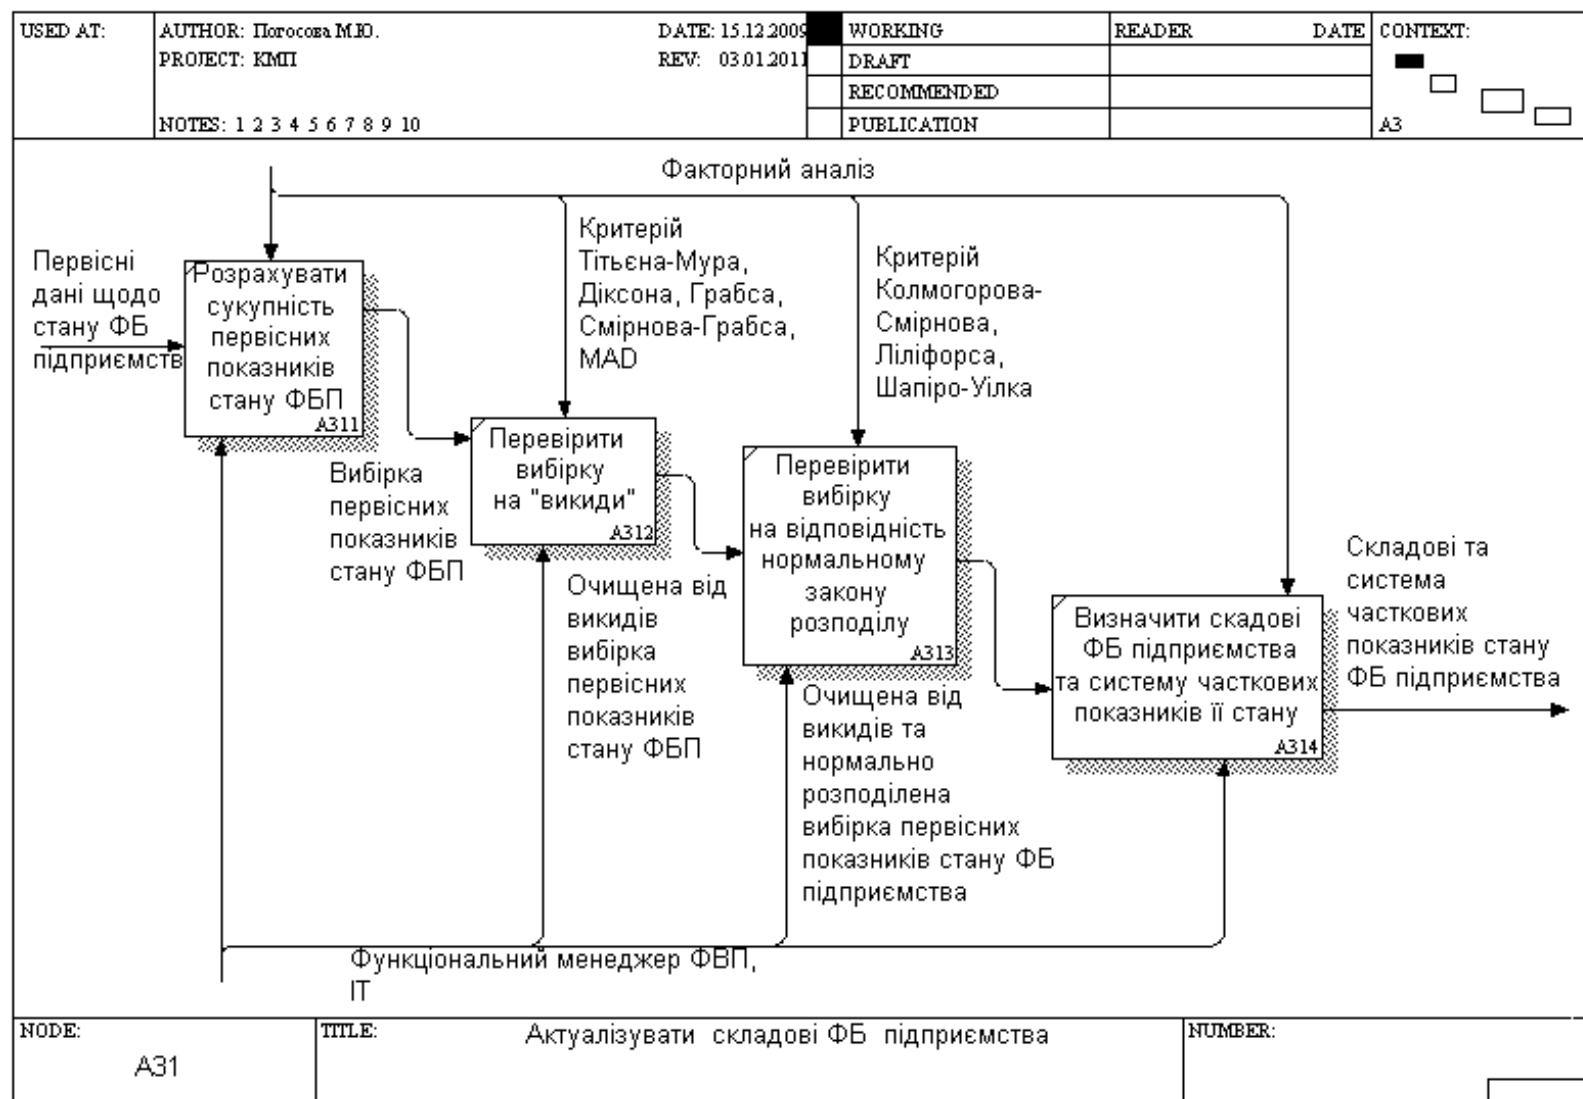 USED AT:
AUTHOR: Погосова М.Ю.
DATE: 15.12.2009
PROJECT: КМП
REV: 03.01.2011
NOTES: 1 2 3 4 5 6 7 8 9 10
WORKING
DRAFT
RECOMMENDED
PUBLICATION
READER DATE
CONTEXT:
A3
Факторний аналіз
Первісні
дані щодо
стану ФБ
підприємств
Розрахувати
сукупність
первісних
показників
стану ФБП
A311
Критерій
Тітьєна-Мура,
Діксона, Грабса,
Смірнова-Грабса,
MAD
Критерій
Колмогорова-
Смірнова,
Ліліфорса,
Шапіро-Уілка
Вибірка
первісних
показників
стану ФБП
Перевірити
вибірку
на "викиди"
A312
Очищена від
викидів
вибірка
первісних
показників
стану ФБП
Перевірити
вибірку
на відповідність
нормальному
закону
розподілу
A313
Очищена від
викидів та
нормально
розподілена
вибірка первісних
показників стану ФБ
підприємства
Визначити скадові
ФБ підприємства
та систему часткових
показників її стану
A314
Складові та
система
часткових
показників стану
ФБ підприємства
Функціональний менеджер ФВП,
ІТ
NODE:
A31
TITLE:
Актуалізувати складові ФБ підприємства
NUMBER: